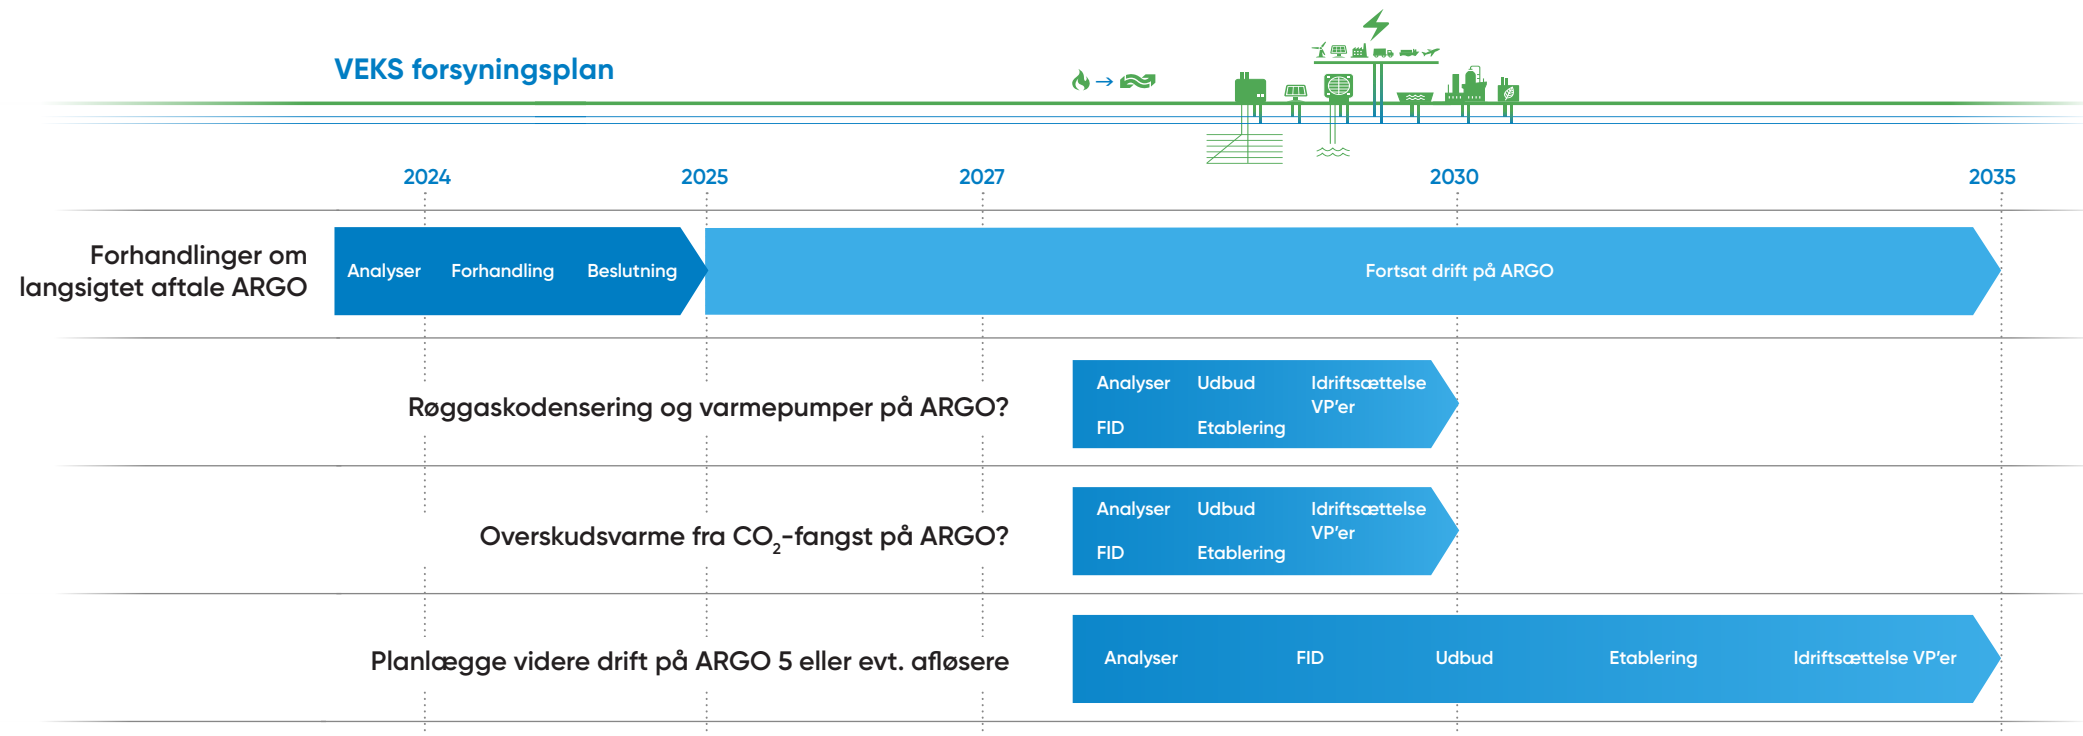 VEKS forsyningsplan
2024 2025 2027 2030 2035
Forhandlinger om
langsigtet aftale ARGO
Analyser Forhandling Beslutning
Fortsat drift på ARGO
Røggaskodensering og varmepumper på ARGO?
Analyser Udbud Idriftsættelse
VP'er
FID Etablering
Overskudsvarme fra CO₂-fangst på ARGO?
Analyser Udbud Idriftsættelse
VP'er
FID Etablering
Planlægge videre drift på ARGO 5 eller evt. afløsere
Analyser FID Udbud Etablering Idriftsættelse VP'er